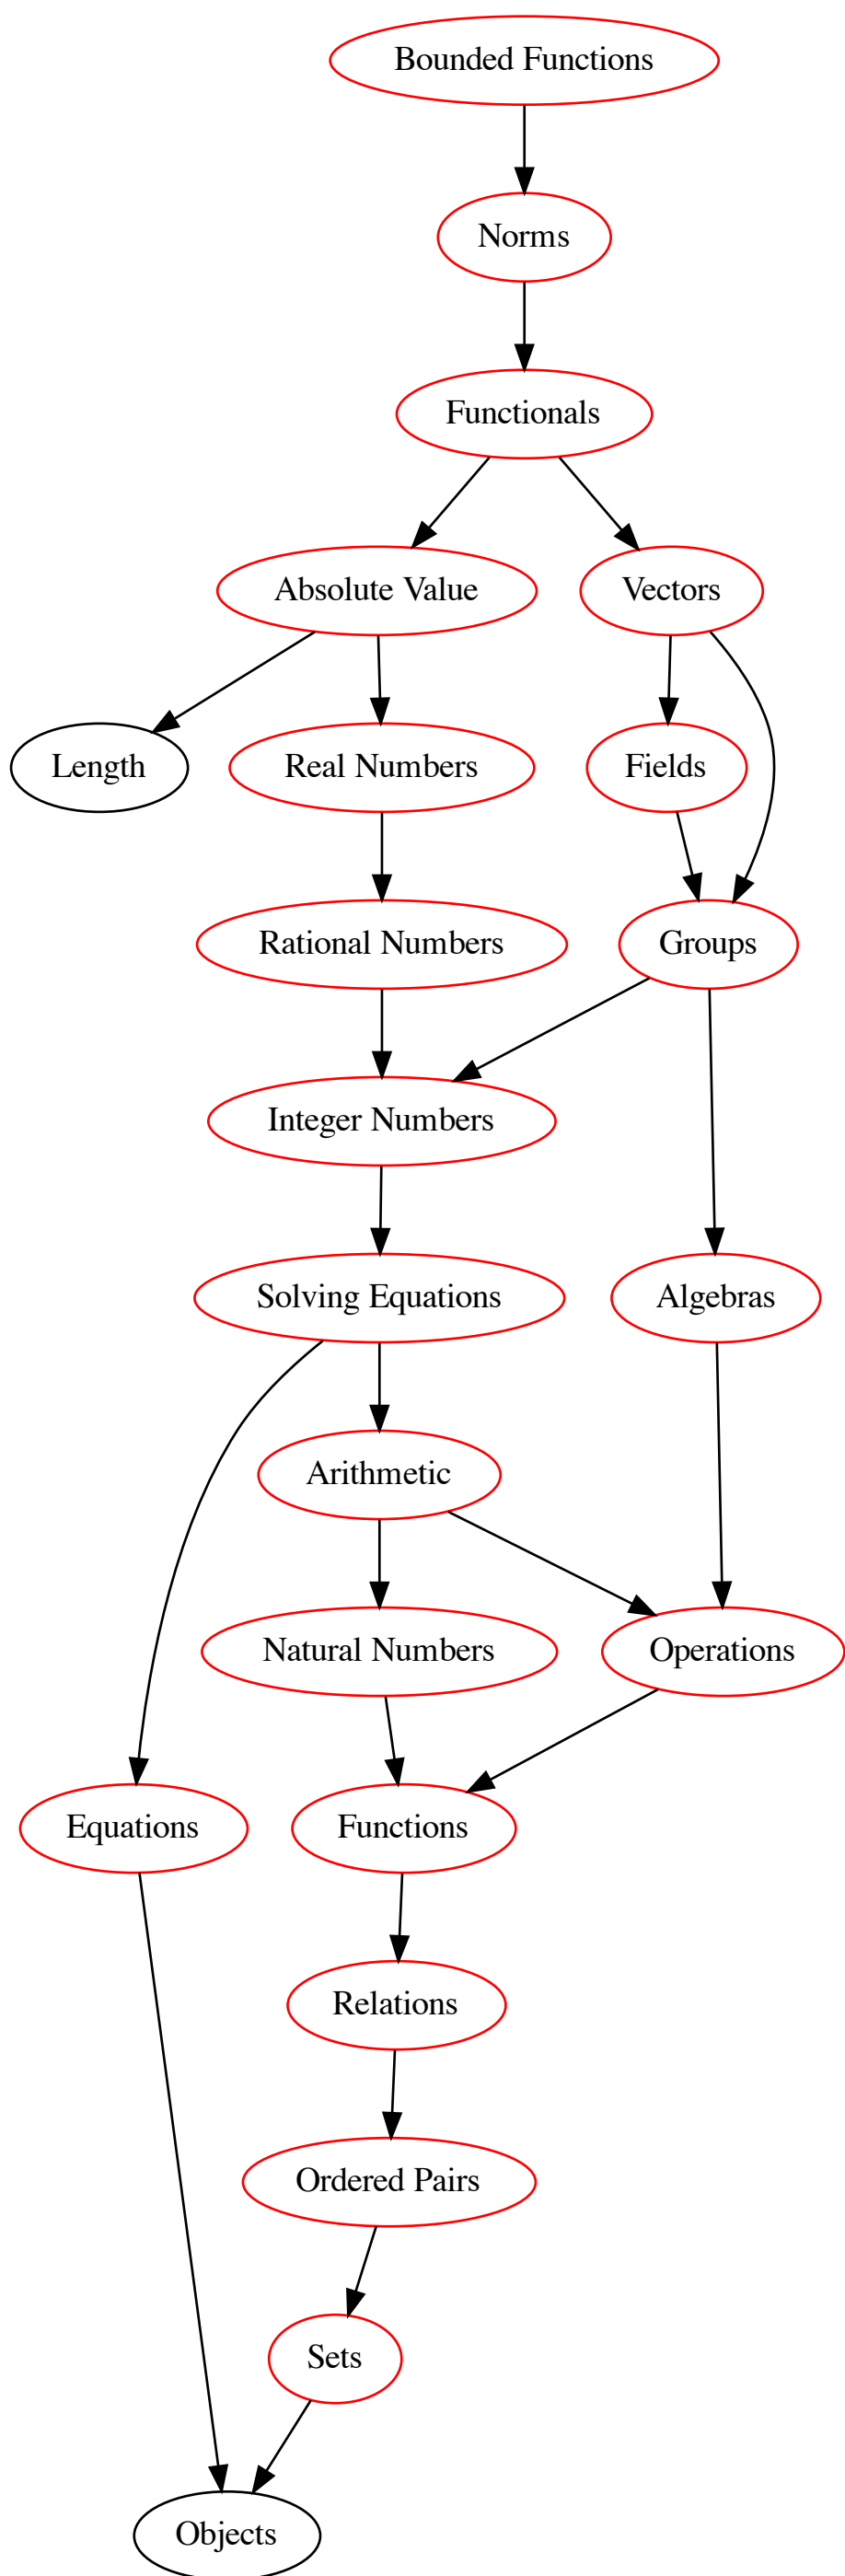 Bounded Functions
Norms
Functionals
Absolute Value
Vectors
Length
Real Numbers
Fields
Rational Numbers
Groups
Integer Numbers
Solving Equations
Algebras
Arithmetic
Natural Numbers
Operations
Equations
Functions
Relations
Ordered Pairs
Sets
Objects